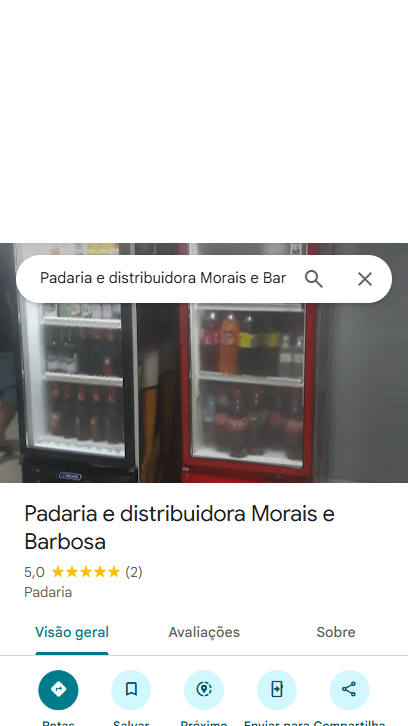 Padaria e distribuidora Morais e Bar
Padaria e distribuidora Morais e
Barbosa
5,0 (2)
Padaria
Visão geral Avaliações Sobre
Rotas Salvar Próximo Enviar para Compartilha